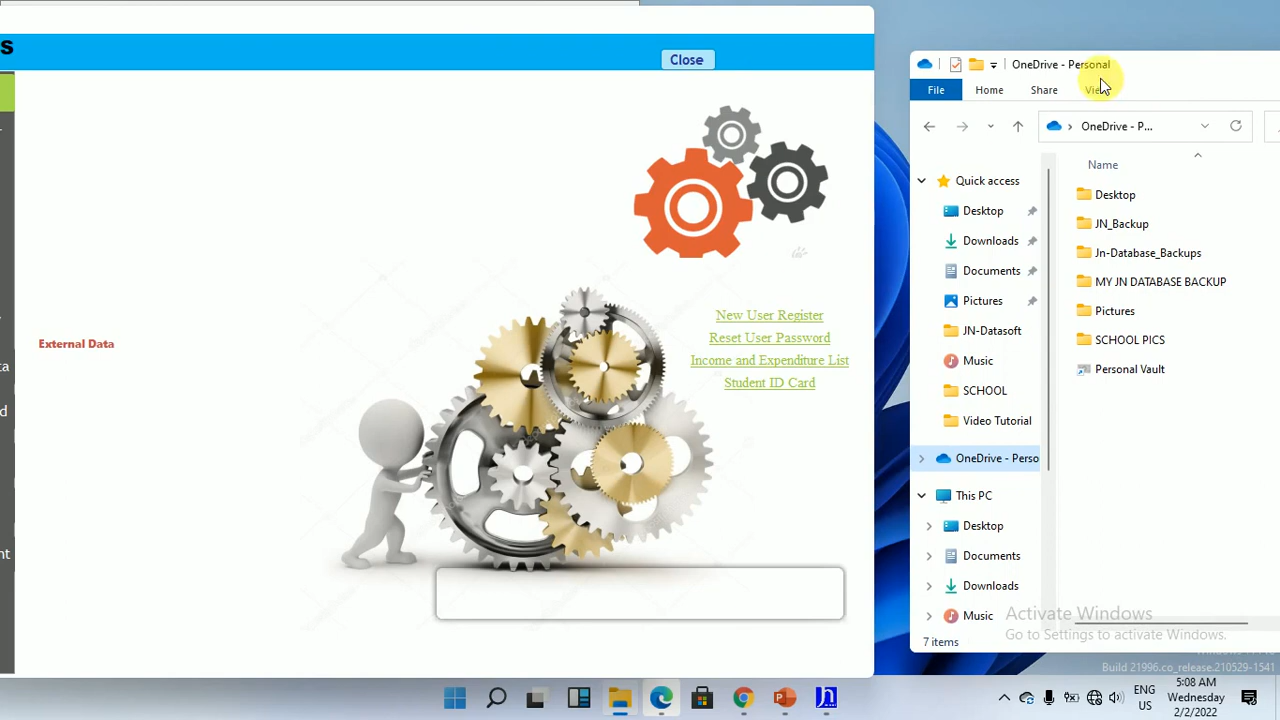 s
Close
External Data
ta
d
nt
New User Register
Reset User Password
Income and Expenditure List
Student ID Card
OneDrive - Personal
File
Home
Share
View
OneDrive - P...
Name
Quick access
Desktop
Downloads
Documents
Pictures
JN-Datasoft
Music
SCHOOL
Video Tutorial
OneDrive - Perso
This PC
Desktop
Documents
Downloads
Music
Desktop
JN_Backup
Jn-Database_Backups
MY JN DATABASE BACKUP
Pictures
SCHOOL PICS
Personal Vault
7 items
Activate Windows
Go to Settings to activate Windows.
Build 21996.co_release.210529-1541
ENG
US
5:08 AM
Wednesday
2/2/2022